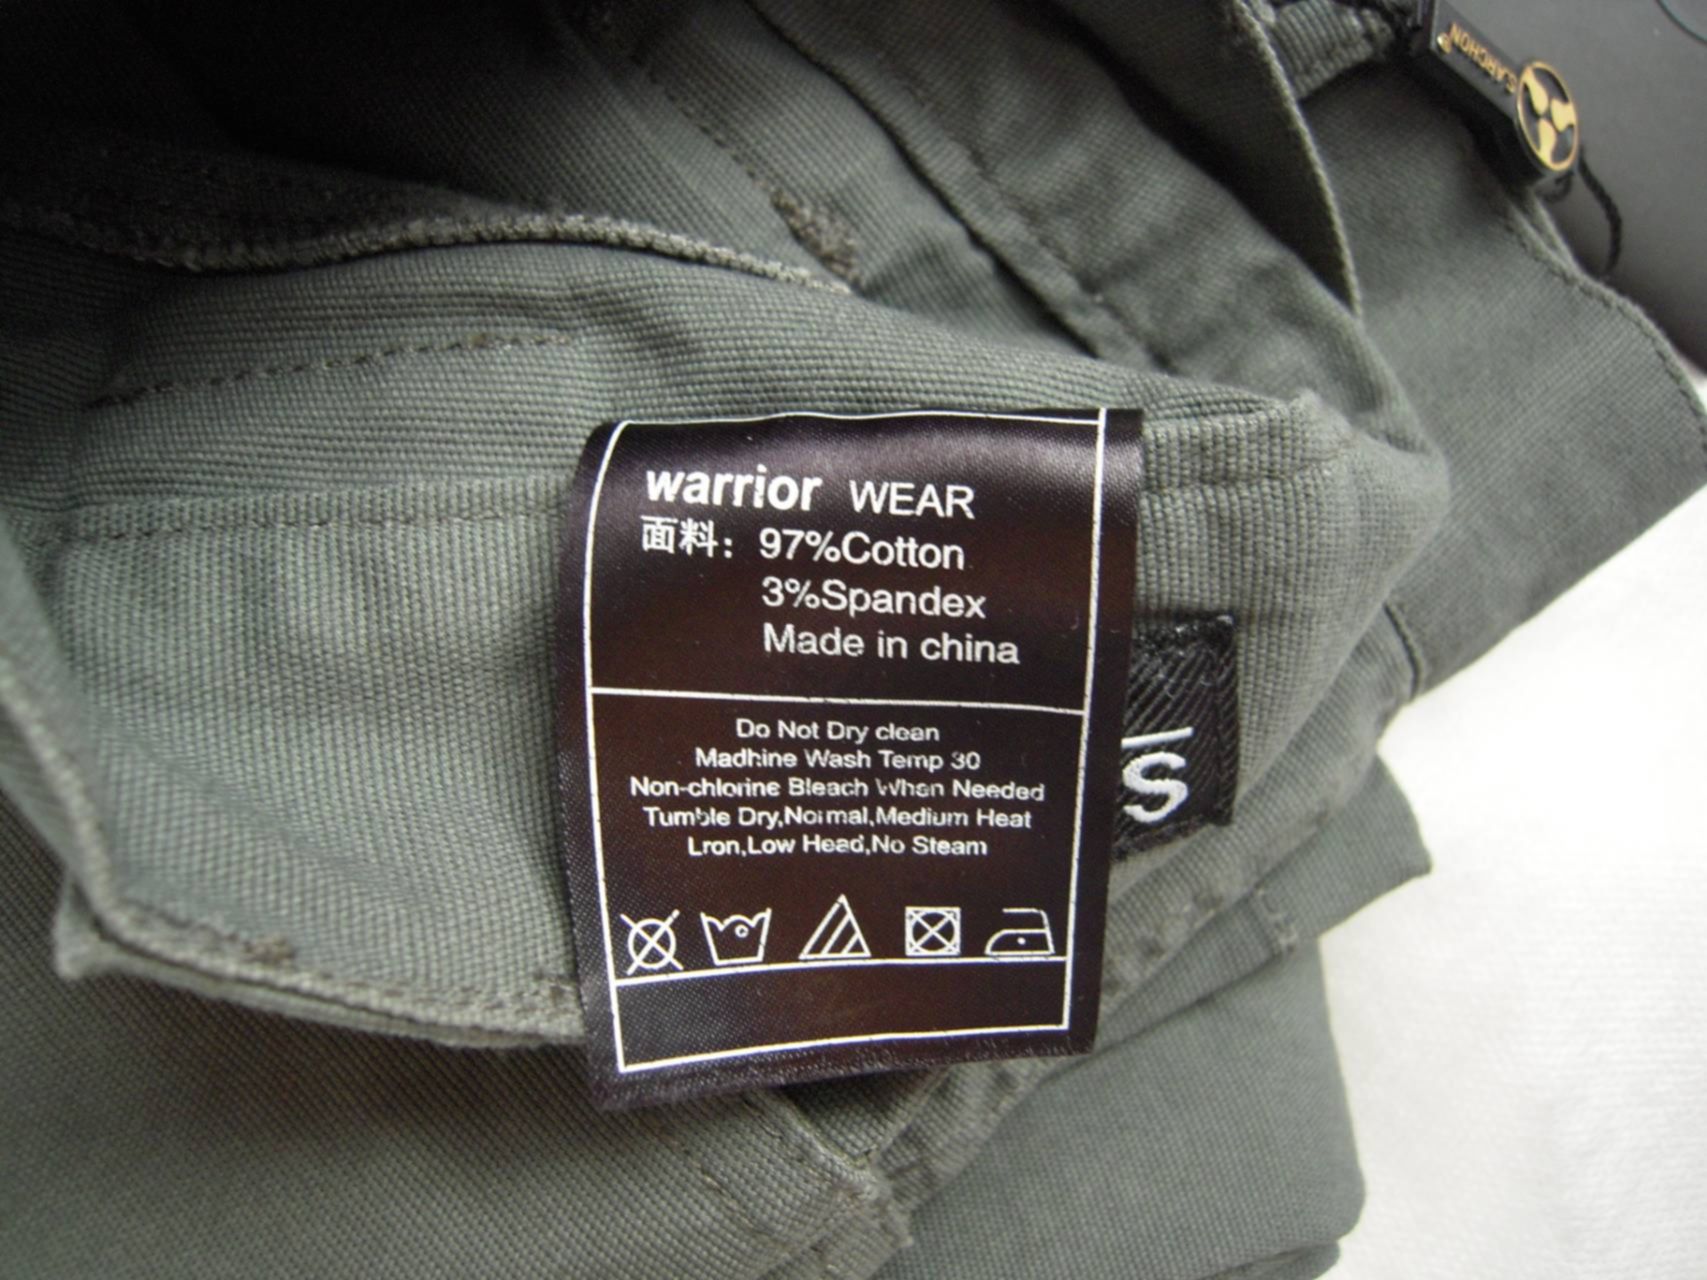 S.ARCHON
warrior WEAR
面料: 97%Cotton
3%Spandex
Made in china
Do Not Dry clean
Madhine Wash Temp 30
Non-chlorine Bleach When Needed
Tumble Dry,Normal,Medium Heat
Lron,Low Head,No Steam
S